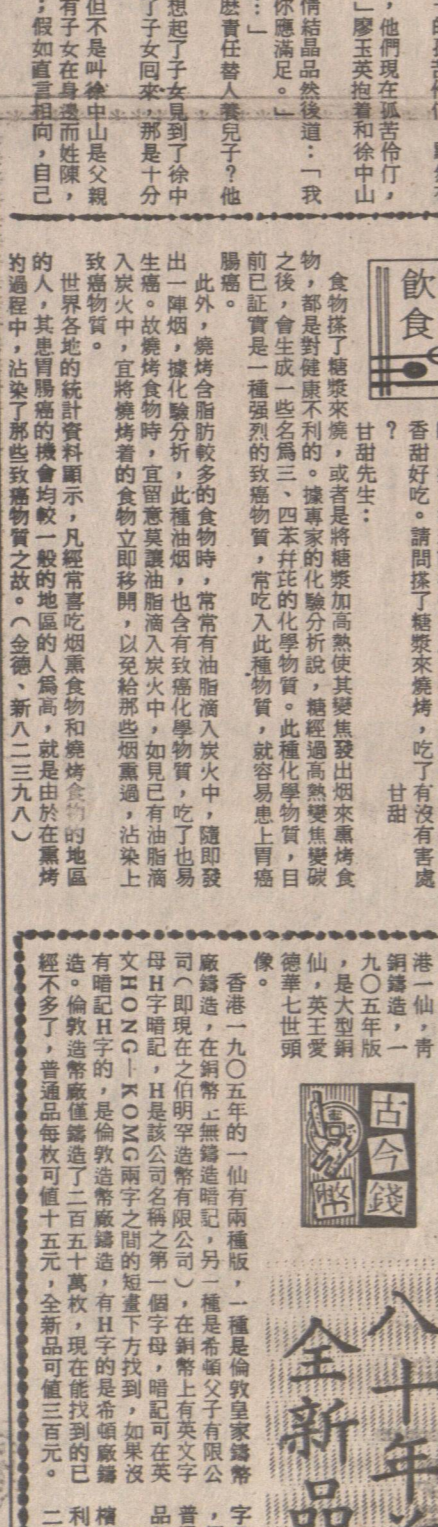 的孤苦伶仃
，他們現在孤苦伶仃，
」廖玉英抱着和徐中山
情結晶品然後道：「我
你應滿足。」
…」
麽責任替人養兒子？他
想起了子女見到了徐中
了子女回來，那是十分
但不是叫徐中山是父親
有子女在身邊而姓陳，
；假如直言相向，自己
飲食
香甜好吃。請問搽了糖漿來燒烤，吃了有沒有害處
？
甘甜
甘甜先生：
食物搽了糖漿來燒，或者是將糖漿加高熱使其變焦發出烟來熏烤食
物，都是對健康不利的。據專家的化驗分析說，糖經過高熱變焦變碳
之後，會生成一些名爲三、四苯幷芘的化學物質。此種化學物質，目
前已証實是一種强烈的致癌物質，常吃入此種物質，就容易患上胃癌
腸癌。
此外，燒烤含脂肪較多的食物時，常常有油脂滴入炭火中，隨即發
出一陣烟，據化驗分析，此種油烟，也含有致癌化學物質，吃了也易
生癌。故燒烤食物時，宜留意莫讓油脂滴入炭火中，如見已有油脂滴
入炭火中，宜將燒烤着的食物立即移開，以免給那些烟薰過，沾染上
致癌物質。
世界各地的統計資料顯示，凡經常喜吃烟薰食物和燒烤食物的地區
的人，其患胃腸癌的機會均較一般的地區的人爲高，就是由於在熏烤
的過程中，沾染了那些致癌物質之故。（金德、新八二三九八）
八十年
全新品
古今錢幣
港一仙，青
銅鑄造，一
九〇五年版
，是大型銅
仙，英王愛
德華七世頭
像。
香港一九〇五年的一仙有兩種版，一種是倫敦皇家鑄幣
廠鑄造，在銅幣上無鑄造暗記，另一種是希頓父子有限公
司（即現在之伯明罕造幣有限公司），在銅幣上有英文字
母H字暗記，H是該公司名稱之第一個字母，暗記可在英
文HONG－KOMG兩字之間的短畫下方找到，如果沒
有暗記H字的，是倫敦造幣廠鑄造，有H字的是希頓廠鑄
造。倫敦造幣廠僅鑄造了二百五十萬枚，現在能找到的已
經不多了，普通品每枚可値十五元，全新品可値三百元。
字
，
普
品
檳
利
二